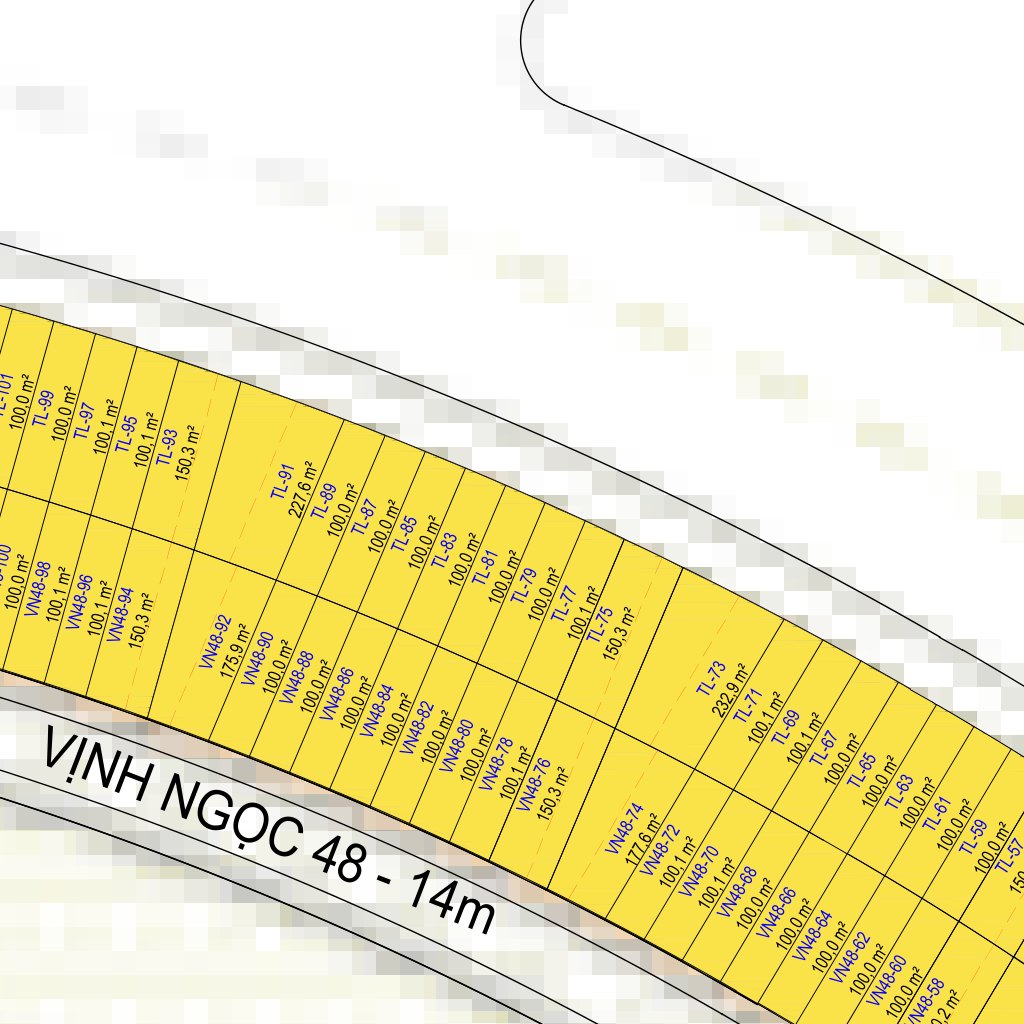 100.0 m²
TL-99
100.0 m²
TL-97
100,1 m²
TL-95
100,1 m²
TL-93
150,3 m²
TL-91
227,6 m²
TL-89
100.0 m²
TL-87
100.0 m²
TL-85
100.0 m²
TL-83
100.0 m²
TL-81
100.0 m²
TL-79
100.0 m²
TL-77
100.1 m²
TL-75
150,3 m²
TL-73
232,9 m²
TL-71
100.1 m²
TL-69
100.1 m²
TL-67
100.0 m²
TL-65
100.0 m²
TL-63
100.0 m²
TL-61
100.0 m²
TL-59
100.0 m²
TL-57
100.0 m²
VN48-98
100,1 m²
VN48-96
100,1 m²
VN48-94
150,3 m²
VN48-92
175,9 m²
VN48-90
100.0 m²
VN48-88
100.0 m²
VN48-86
100.0 m²
VN48-84
100.0 m²
VN48-82
100.0 m²
VN48-80
100.0 m²
VN48-78
100,1 m²
VN48-76
150,3 m²
VN48-74
177,6 m²
VN48-72
100,1 m²
VN48-70
100,1 m²
VN48-68
100,0 m²
VN48-66
100,0 m²
VN48-64
100,0 m²
VN48-62
100,0 m²
VN48-60
100,0 m²
VN48-58
VỊNH NGỌC 48 - 14m